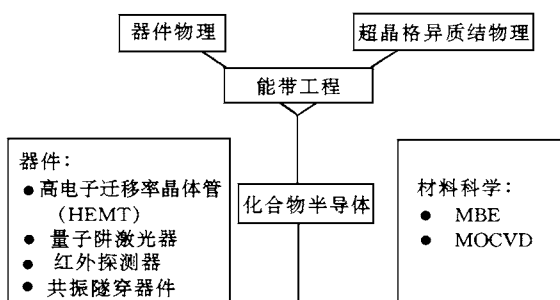 器件物理
超晶格异质结物理
能带工程
器件:
●高电子迁移率晶体管
(HEMT)
● 量子阱激光器
● 红外探测器
● 共振隧穿器件
化合物半导体
材料科学:
● MBE
● MOCVD